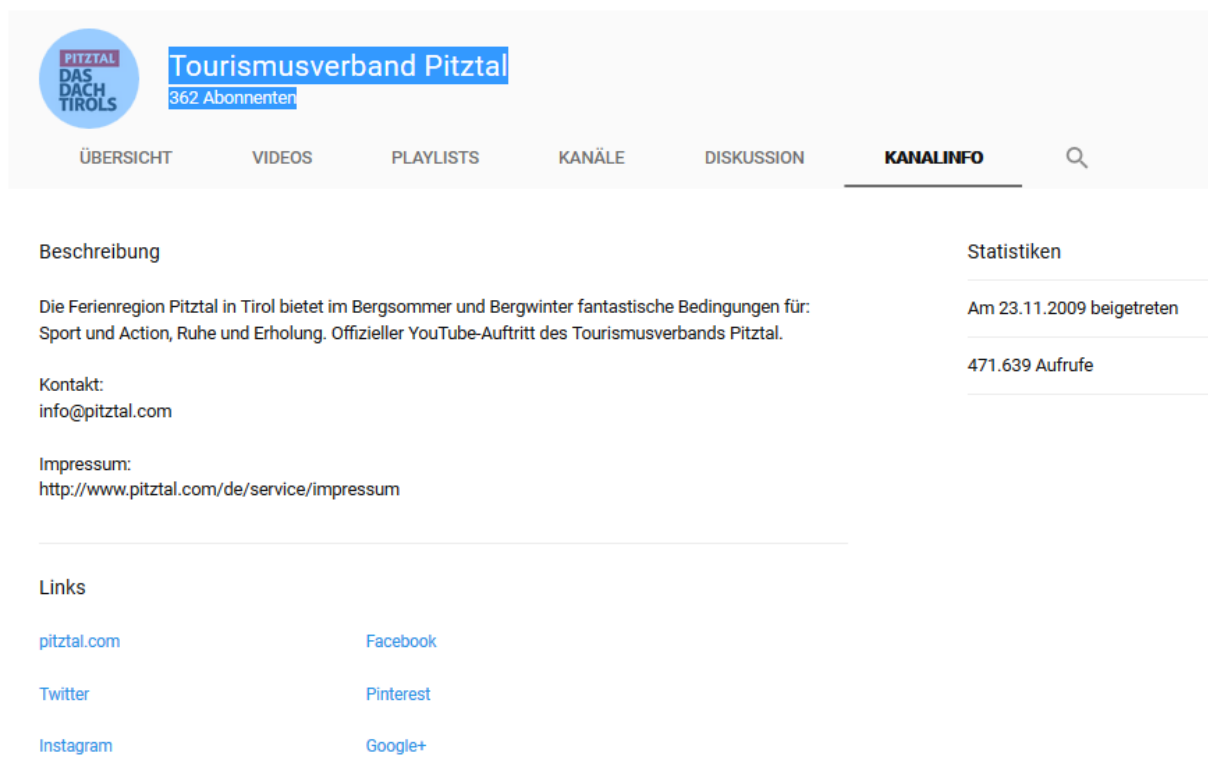 PITZTAL
DAS
DACH
TIROLS
Tourismusverband Pitztal
362 Abonnenten
ÜBERSICHT VIDEOS PLAYLISTS KANÄLE DISKUSSION KANALINFO
Beschreibung
Die Ferienregion Pitztal in Tirol bietet im Bergsommer und Bergwinter fantastische Bedingungen für:
Sport und Action, Ruhe und Erholung. Offizieller YouTube-Auftritt des Tourismusverbands Pitztal.
Kontakt:
info@pitztal.com
Impressum:
http://www.pitztal.com/de/service/impressum
Statistiken
Am 23.11.2009 beigetreten
471.639 Aufrufe
Links
pitztal.com Facebook
Twitter Pinterest
Instagram Google+